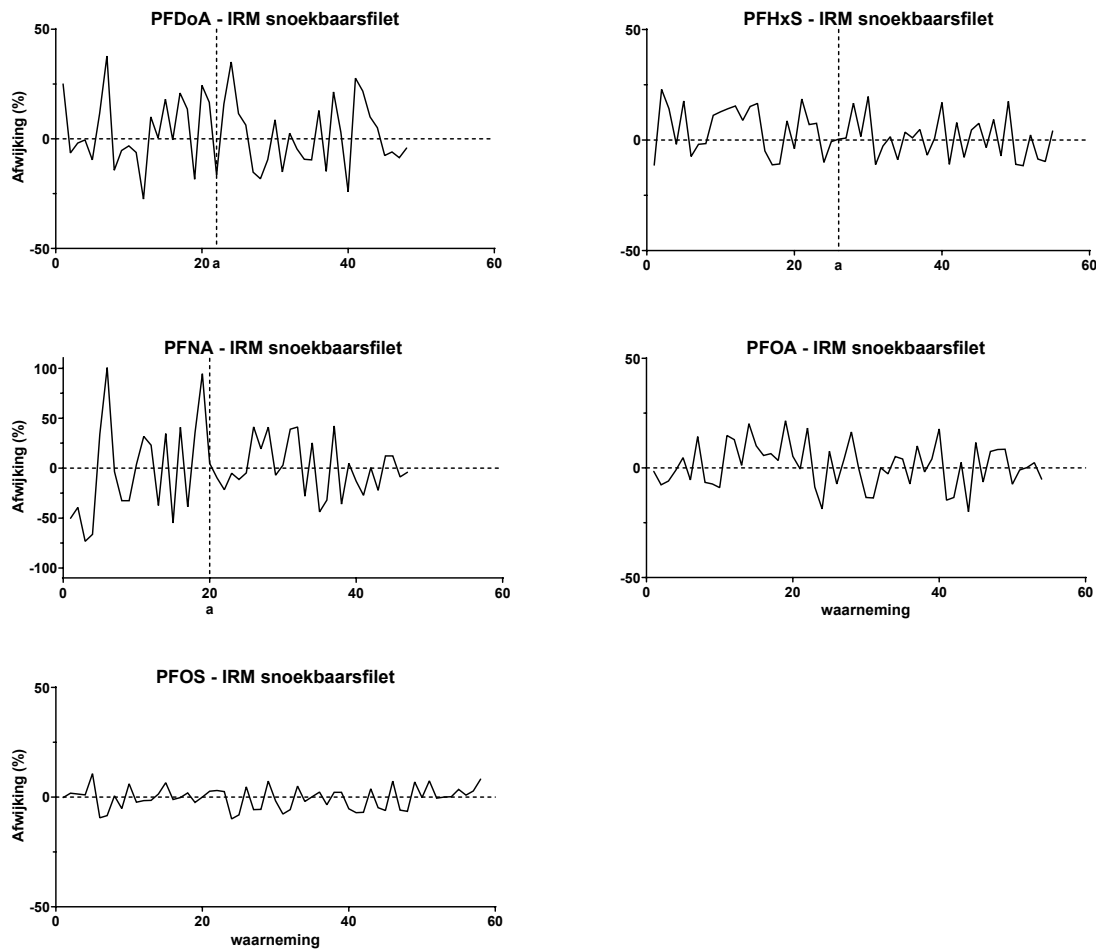 PFDoA - IRM snoekbaarsfilet
50
0
-50
Afwijking (%)
0
20
a
40
60
PFHxS - IRM snoekbaarsfilet
50
0
-50
0
20
a
40
60
PFNA - IRM snoekbaarsfilet
100
50
0
-50
-100
Afwijking (%)
0
20
40
60
a
PFOA - IRM snoekbaarsfilet
50
0
-50
0
20
40
60
waarneming
PFOS - IRM snoekbaarsfilet
50
0
-50
Afwijking (%)
0
20
40
60
waarneming